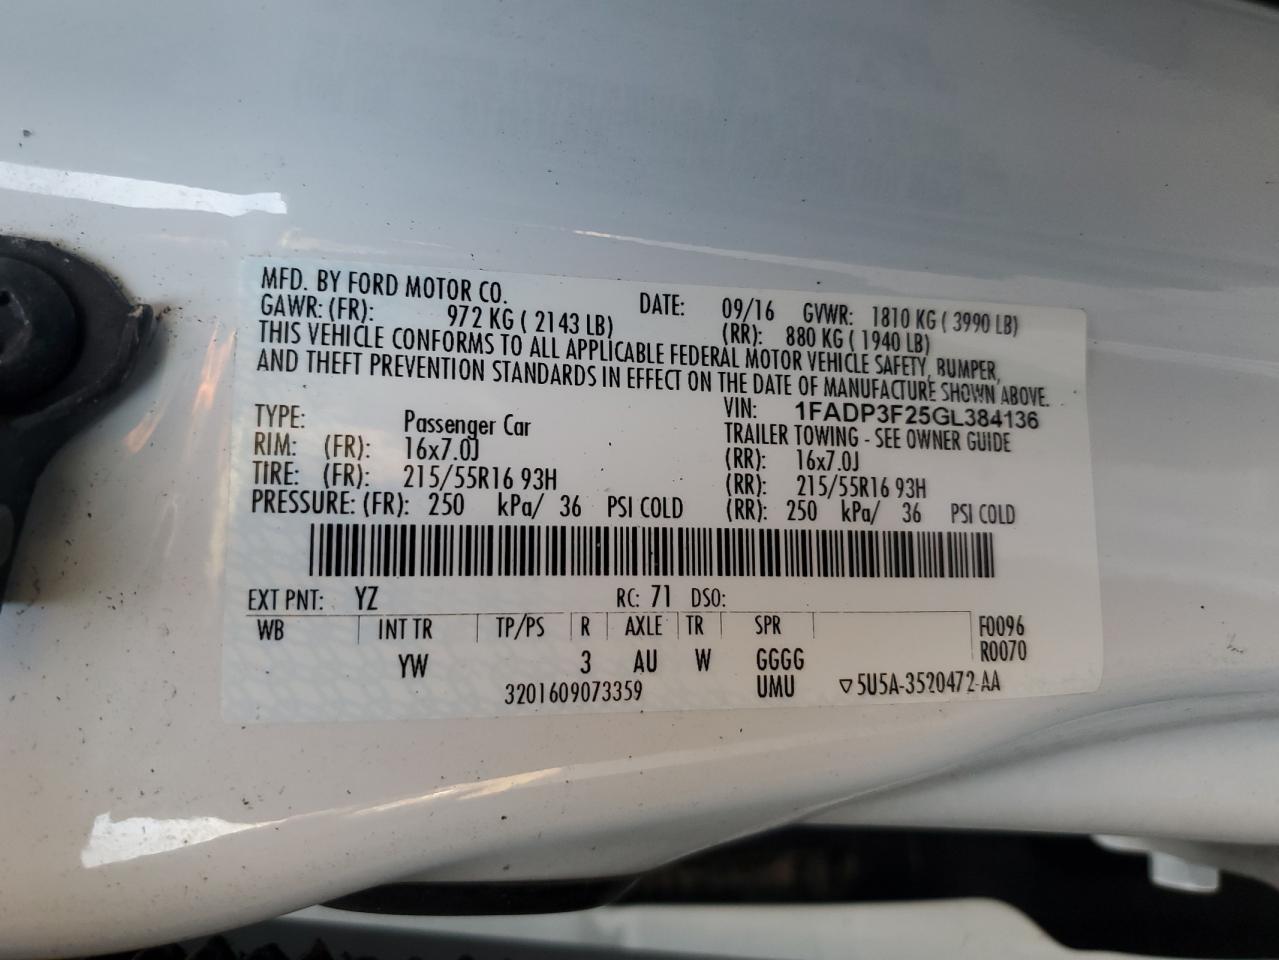 MFD. BY FORD MOTOR CO. DATE: 09/16 GVWR: 1810 KG ( 3990 LB)
GAWR: (FR): 972 KG ( 2143 LB) (RR): 880 KG ( 1940 LB)
THIS VEHICLE CONFORMS TO ALL APPLICABLE FEDERAL MOTOR VEHICLE SAFETY, BUMPER,
AND THEFT PREVENTION STANDARDS IN EFFECT ON THE DATE OF MANUFACTURE SHOWN ABOVE.
VIN: 1FADP3F25GL384136
TYPE: Passenger Car TRAILER TOWING - SEE OWNER GUIDE
RIM: (FR): 16x7.0J (RR): 16x7.0J
TIRE: (FR): 215/55R16 93H (RR): 215/55R16 93H
PRESSURE: (FR): 250 kPa/ 36 PSI COLD (RR): 250 kPa/ 36 PSI COLD
EXT PNT: YZ RC: 71 DSO:
WB INT TR TP/PS R AXLE TR SPR F0096
YW 3 AU W GGGG R0070
3201609073359 UMU ▽5U5A-3520472-AA